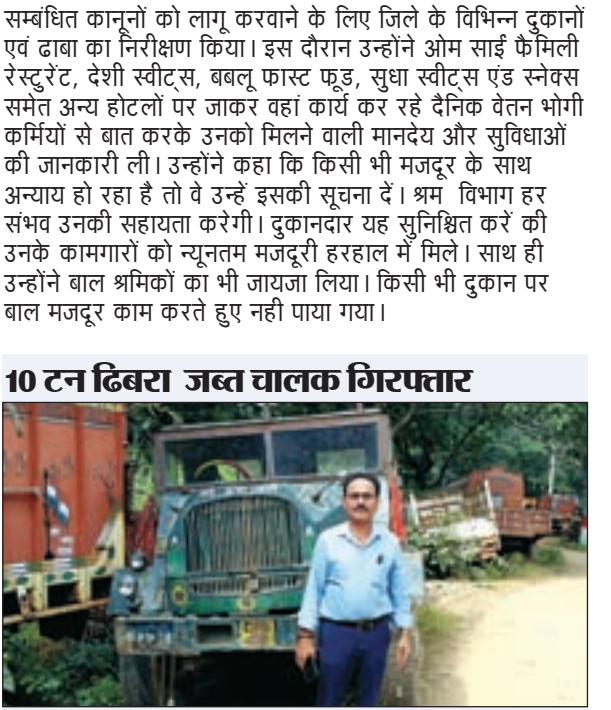 सम्बंधित कानूनों को लागू करवाने के लिए जिले के विभिन्न दुकानों
एवं ढाबा का निरीक्षण किया। इस दौरान उन्होंने ओम साईं फैमिली
रेस्टुरेंट, देशी स्वीट्स, बबलू फास्ट फूड, सुधा स्वीट्स एंड स्नेक्स
समेत अन्य होटलों पर जाकर वहां कार्य कर रहे दैनिक वेतन भोगी
कर्मियों से बात करके उनको मिलने वाली मानदेय और सुविधाओं
की जानकारी ली। उन्होंने कहा कि किसी भी मजदूर के साथ
अन्याय हो रहा है तो वे उन्हें इसकी सूचना दें। श्रम विभाग हर
संभव उनकी सहायता करेगी। दुकानदार यह सुनिश्चित करें की
उनके कामगारों को न्यूनतम मजदूरी हरहाल में मिले। साथ ही
उन्होंने बाल श्रमिकों का भी जायजा लिया। किसी भी दुकान पर
बाल मजदूर काम करते हुए नही पाया गया।
10 टन ढिबरा जब्त चालक गिरफ्तार